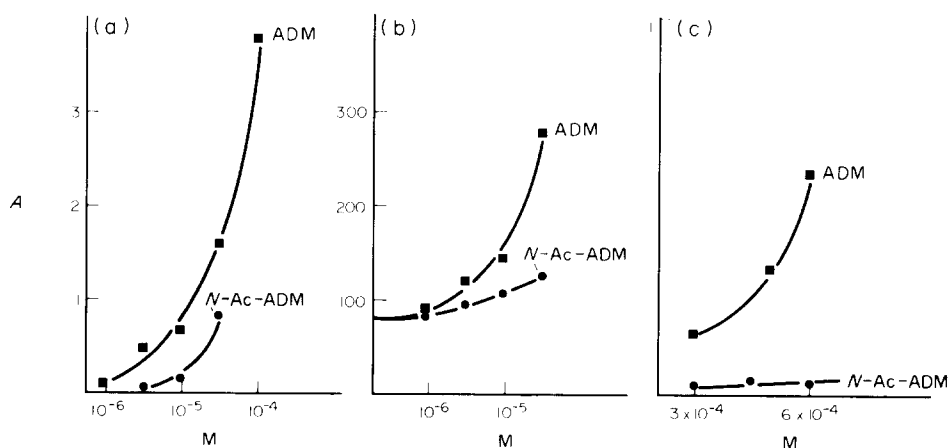 (a)
ADM
3
2
1
N-Ac-ADM
10⁻⁶ 10⁻⁵ 10⁻⁴
M
A
(b)
ADM
300
200
100
N-Ac-ADM
10⁻⁶ 10⁻⁵
M
(c)
ADM
N-Ac-ADM
3×10⁻⁴ 6×10⁻⁴
M